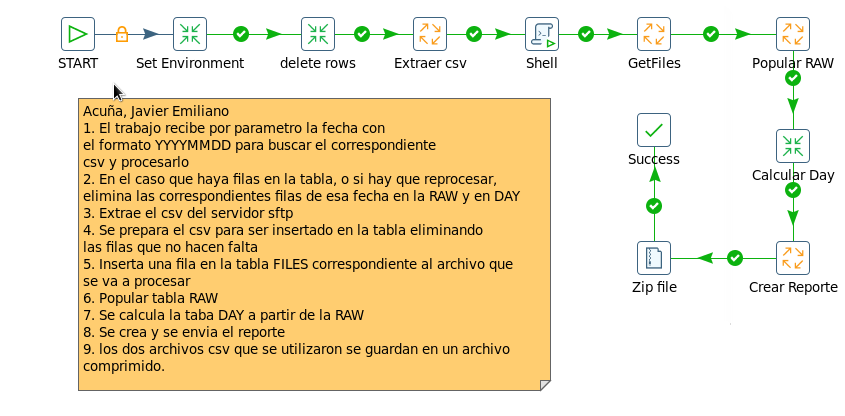 START
Set Environment
delete rows
Extraer csv
Shell
GetFiles
Popular RAW
Acuña, Javier Emiliano
1. El trabajo recibe por parametro la fecha con
el formato YYYYMMDD para buscar el correspondiente
csv y procesarlo
2. En el caso que haya filas en la tabla, o si hay que reprocesar,
elimina las correspondientes filas de esa fecha en la RAW y en DAY
3. Extrae el csv del servidor sftp
4. Se prepara el csv para ser insertado en la tabla eliminando
las filas que no hacen falta
5. Inserta una fila en la tabla FILES correspondiente al archivo que
se va a procesar
6. Popular tabla RAW
7. Se calcula la taba DAY a partir de la RAW
8. Se crea y se envia el reporte
9. los dos archivos csv que se utilizaron se guardan en un archivo
comprimido.
Success
Calcular Day
Zip file
Crear Reporte